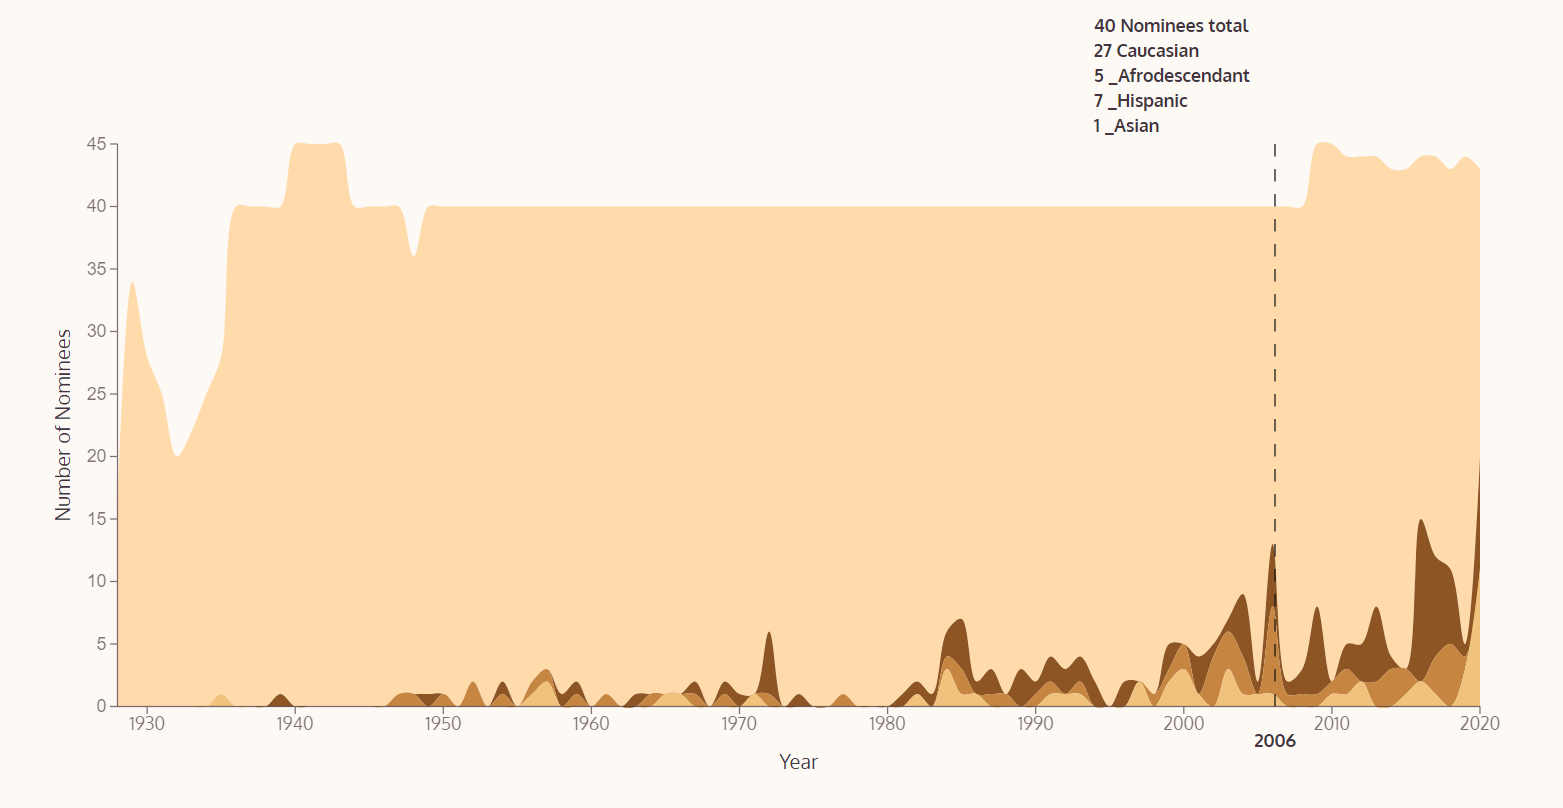 40 Nominees total
27 Caucasian
5 _Afrodescendant
7 _Hispanic
1 _Asian
45
40
35
30
25
20
15
10
5
0
Number of Nominees
1930 1940 1950 1960 1970 1980 1990 2000 2010 2020
2006
Year